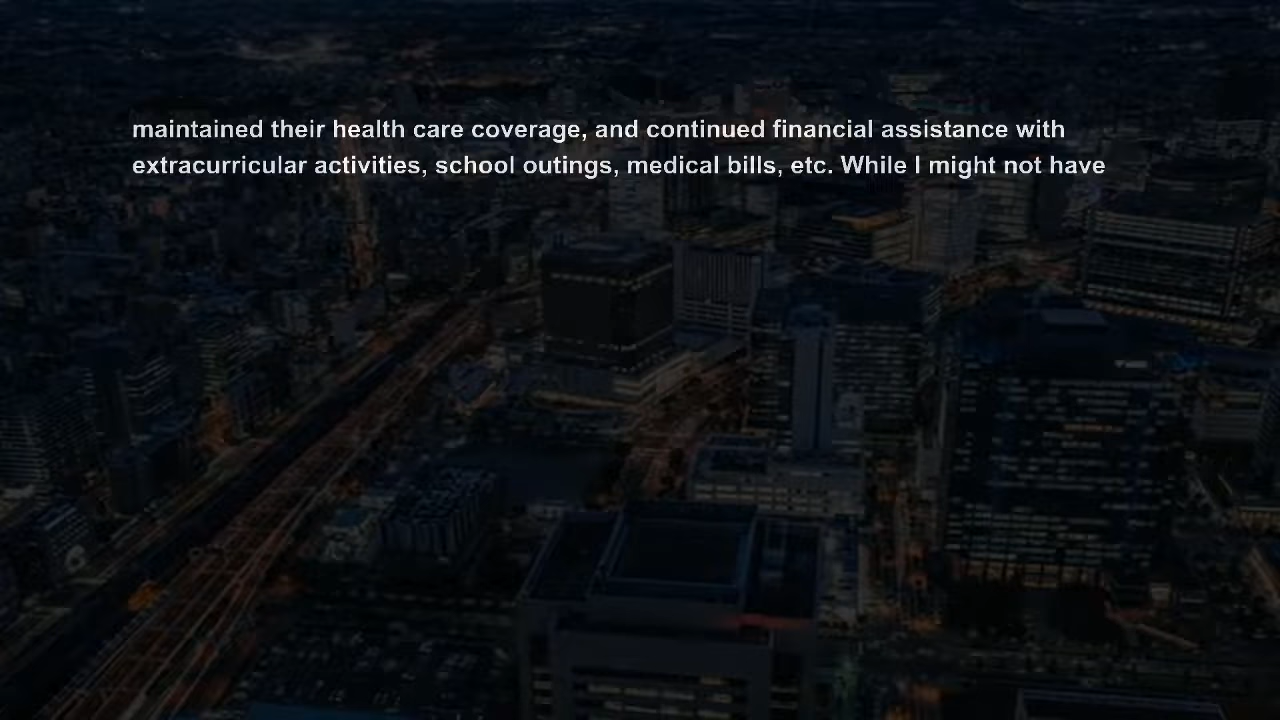 maintained their health care coverage, and continued financial assistance with
extracurricular activities, school outings, medical bills, etc. While I might not have